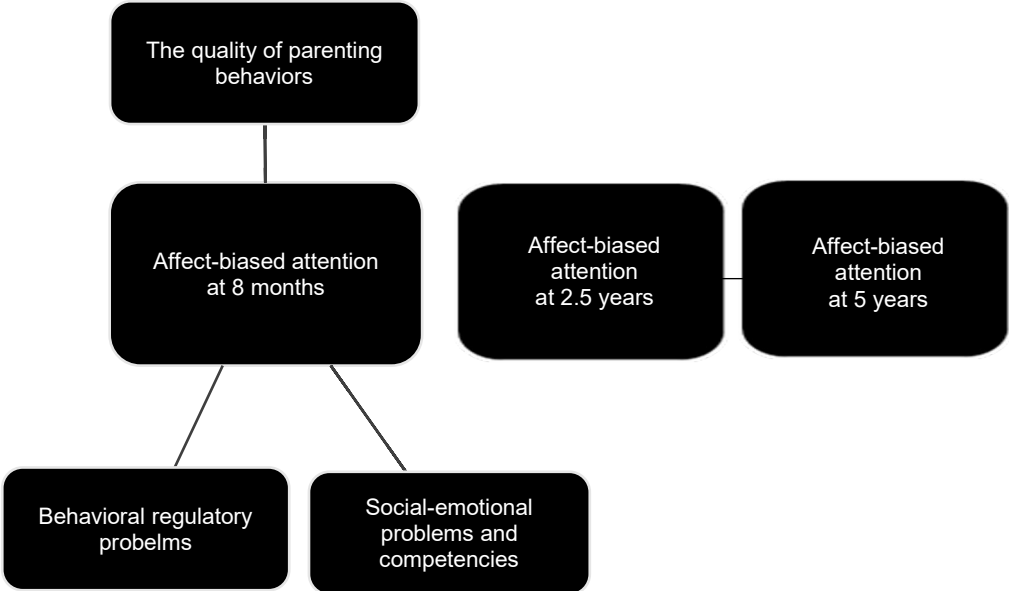 The quality of parenting
behaviors
Affect-biased attention
at 8 months
Affect-biased
attention
at 2.5 years
Affect-biased
attention
at 5 years
Behavioral regulatory
probelms
Social-emotional
problems and
competencies